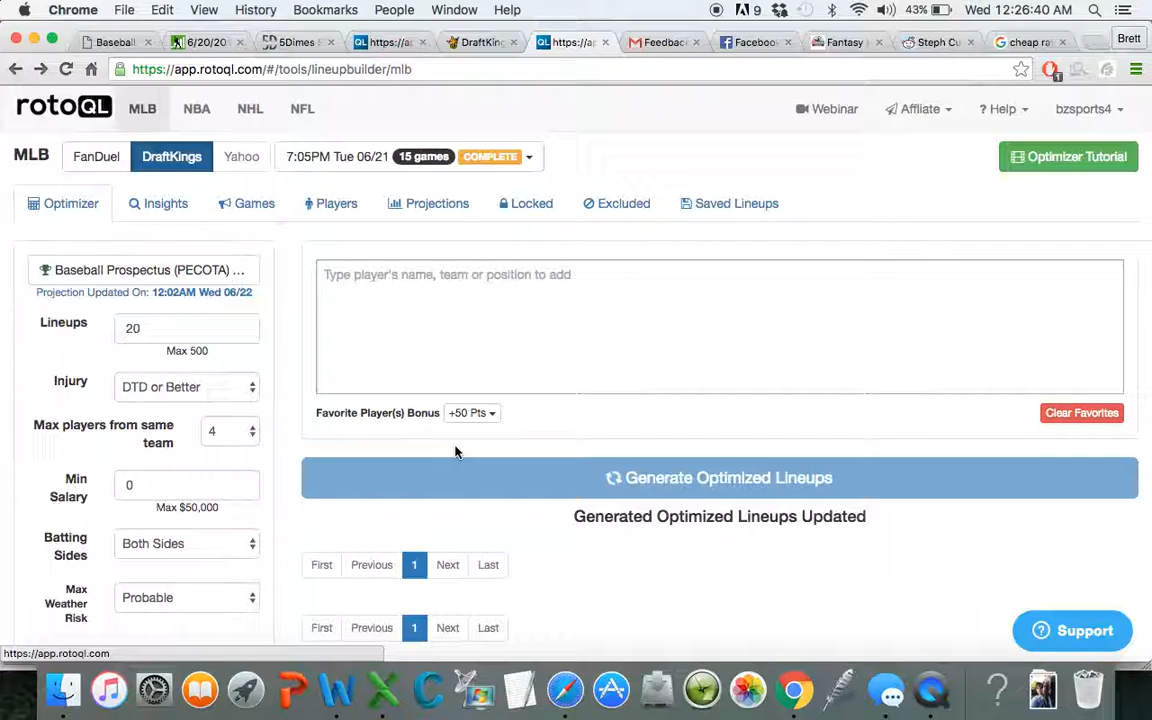 Chrome File Edit View History Bookmarks People Window Help 9 43% Wed 12:26:40 AM
Baseball 6/20/20 5Dimes https://ap DraftKing https://ap Feedback Faceboo Fantasy Steph Cu cheap ra Brett
https://app.rotoql.com/#/tools/lineupbuilder/mlb 1
rotoQL MLB NBA NHL NFL Webinar Affliate ? Help bzsports4
MLB FanDuel DraftKings Yahoo 7:05PM Tue 06/21 15 games COMPLETE Optimizer Tutorial
Optimizer Insights Games Players Projections Locked Excluded Saved Lineups
Baseball Prospectus (PECOTA) ...
Projection Updated On: 12:02AM Wed 06/22
Type player's name, team or position to add
Lineups 20
Max 500
Injury DTD or Better
Favorite Player(s) Bonus +50 Pts Clear Favorites
Max players from same team 4
Min Salary 0
Max $50,000
Generate Optimized Lineups
Generated Optimized Lineups Updated
Batting Sides Both Sides
First Previous 1 Next Last
Max Weather Risk Probable
First Previous 1 Next Last
Support
https://app.rotoql.com